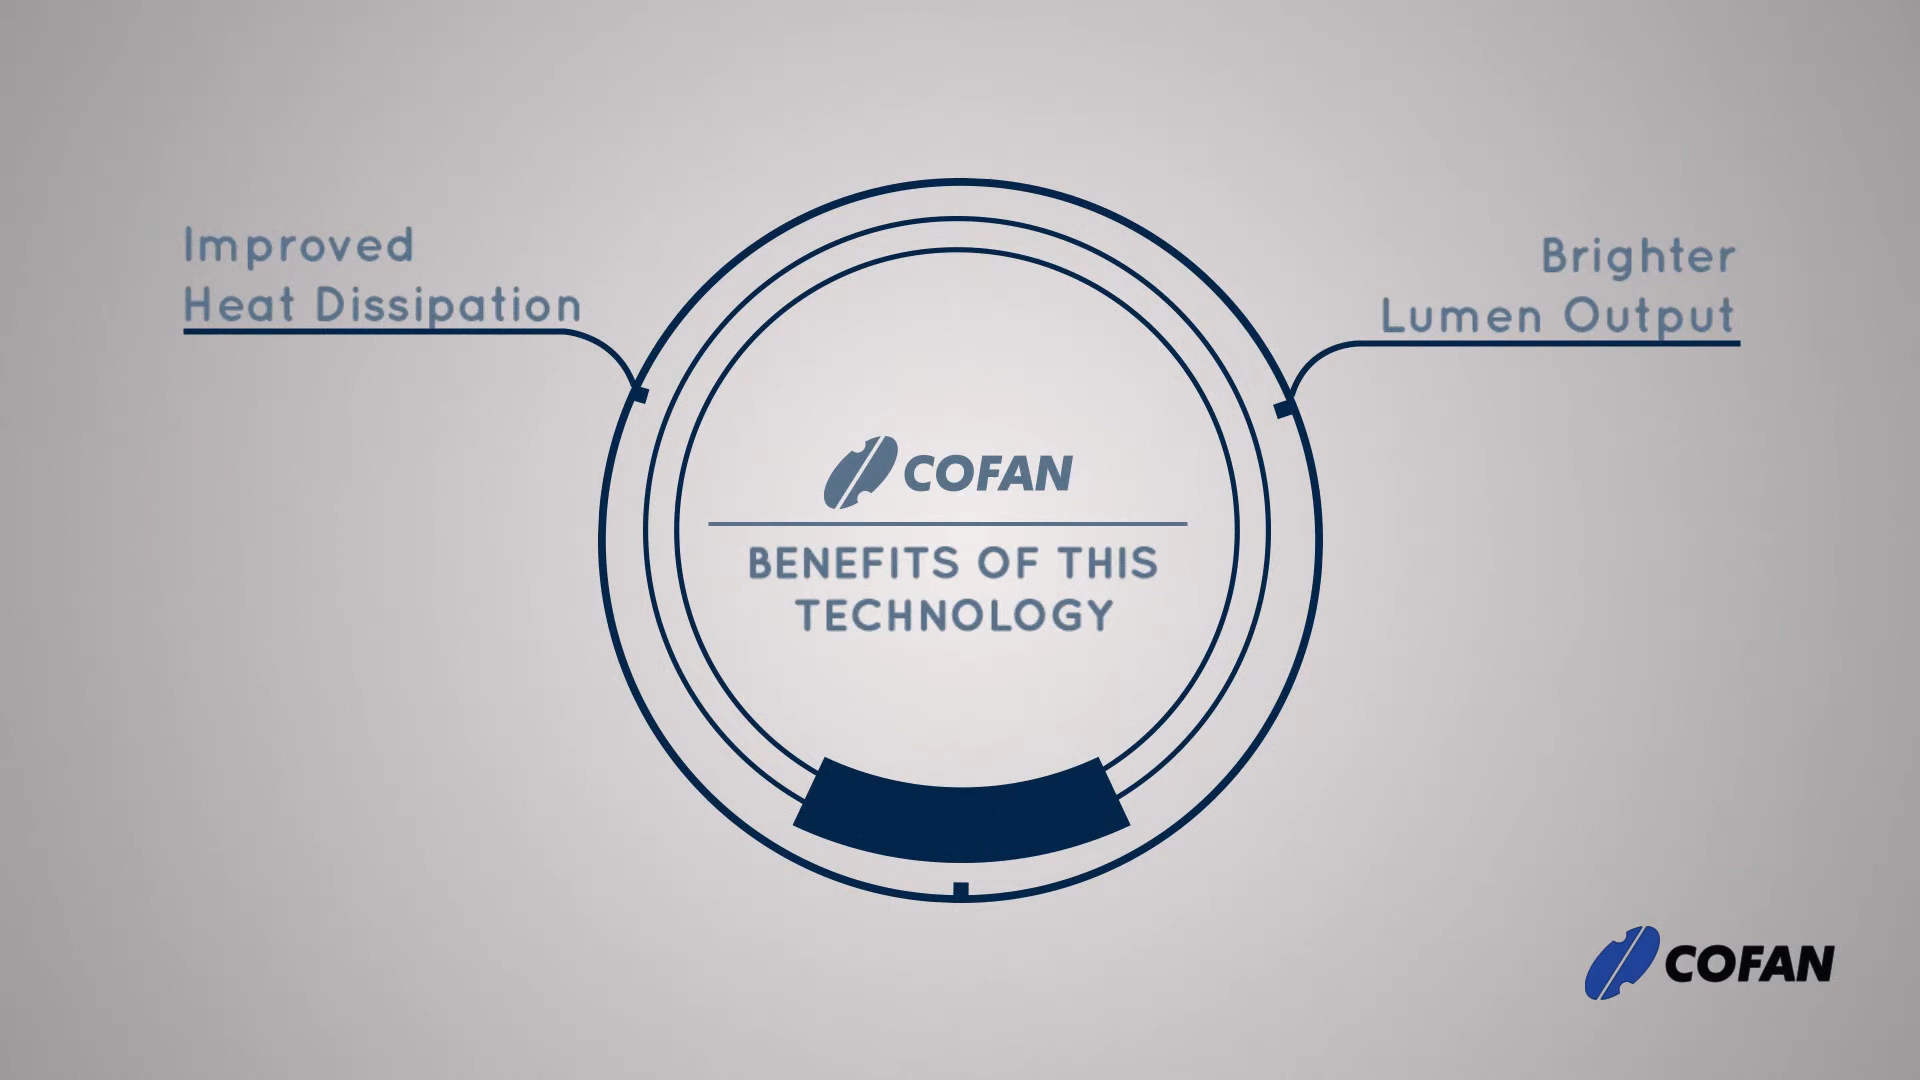 Improved
Heat Dissipation
Brighter
Lumen Output
COFAN
BENEFITS OF THIS
TECHNOLOGY
COFAN